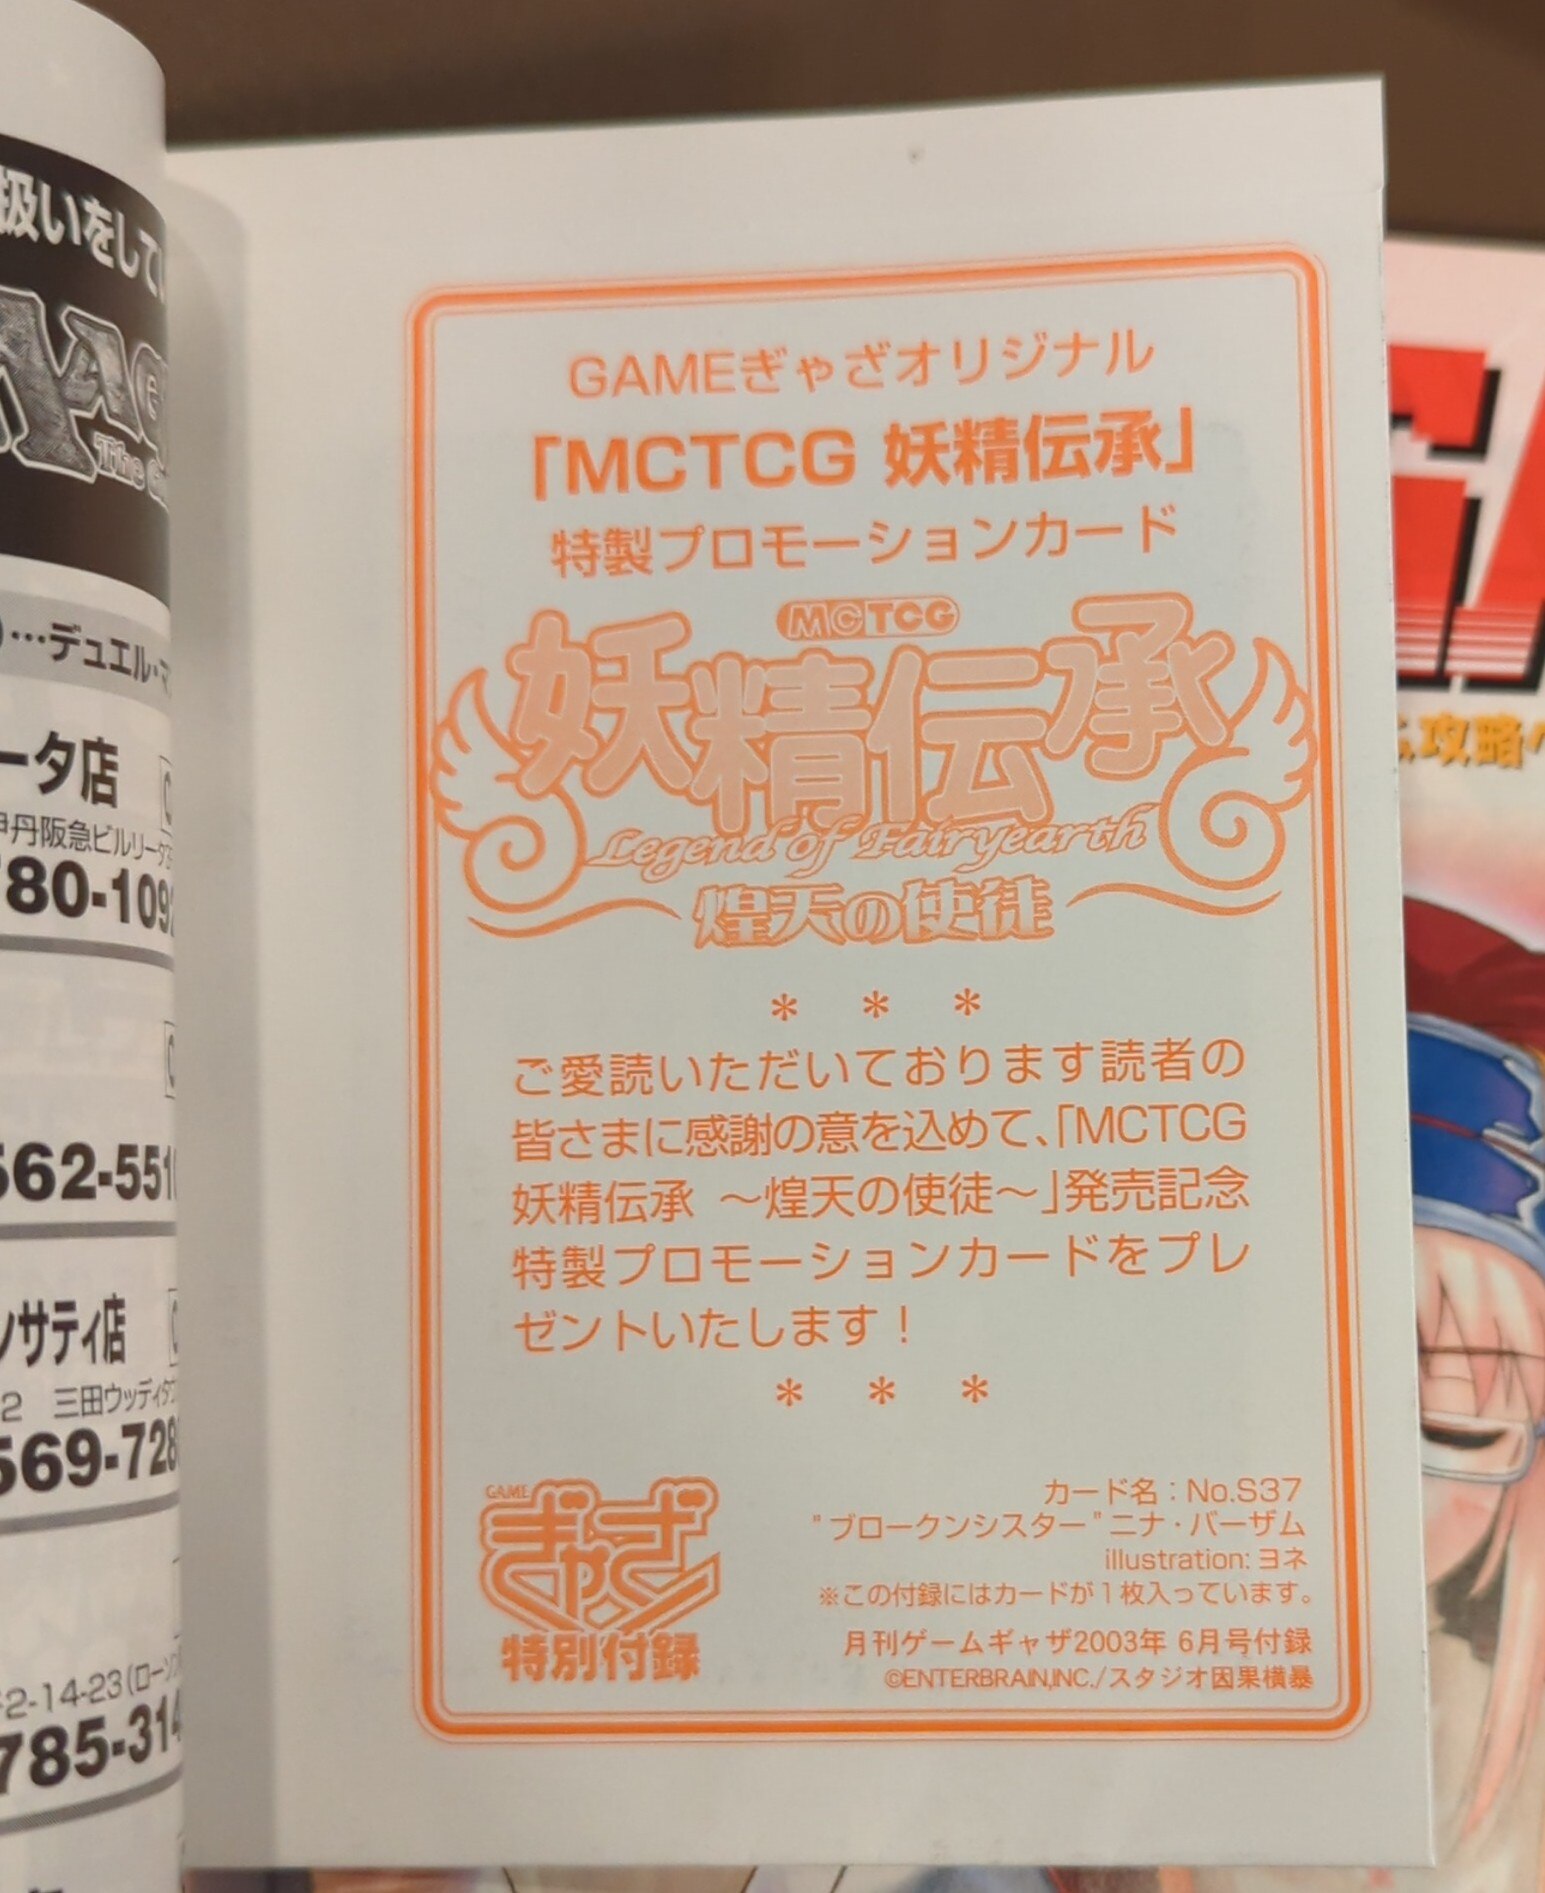 扱いをして
The G
…デュエル・マ
ータ店
伊丹阪急ビルリータ
780-1092
562-551
ンサティ店
2 三田ウッディタウ
569-728
2-14-23(ローソン
785-314
GAMEぎゃざオリジナル
「MCTCG 妖精伝承」
特製プロモーションカード
MCTCG
妖精伝承
Legend of Fairyearth
煌天の使徒
＊ ＊ ＊
ご愛読いただいております読者の
皆さまに感謝の意を込めて、「MCTCG
妖精伝承 ～煌天の使徒～」発売記念
特製プロモーションカードをプレ
ゼントいたします！
＊ ＊ ＊
GAME
ぎゃざ
特別付録
カード名：No.S37
"ブロークンシスター"ニナ・バーザム
illustration:ヨネ
※この付録にはカードが1枚入っています。
月刊ゲームギャザ2003年 6月号付録
©ENTERBRAIN,INC./スタジオ因果横暴
攻略